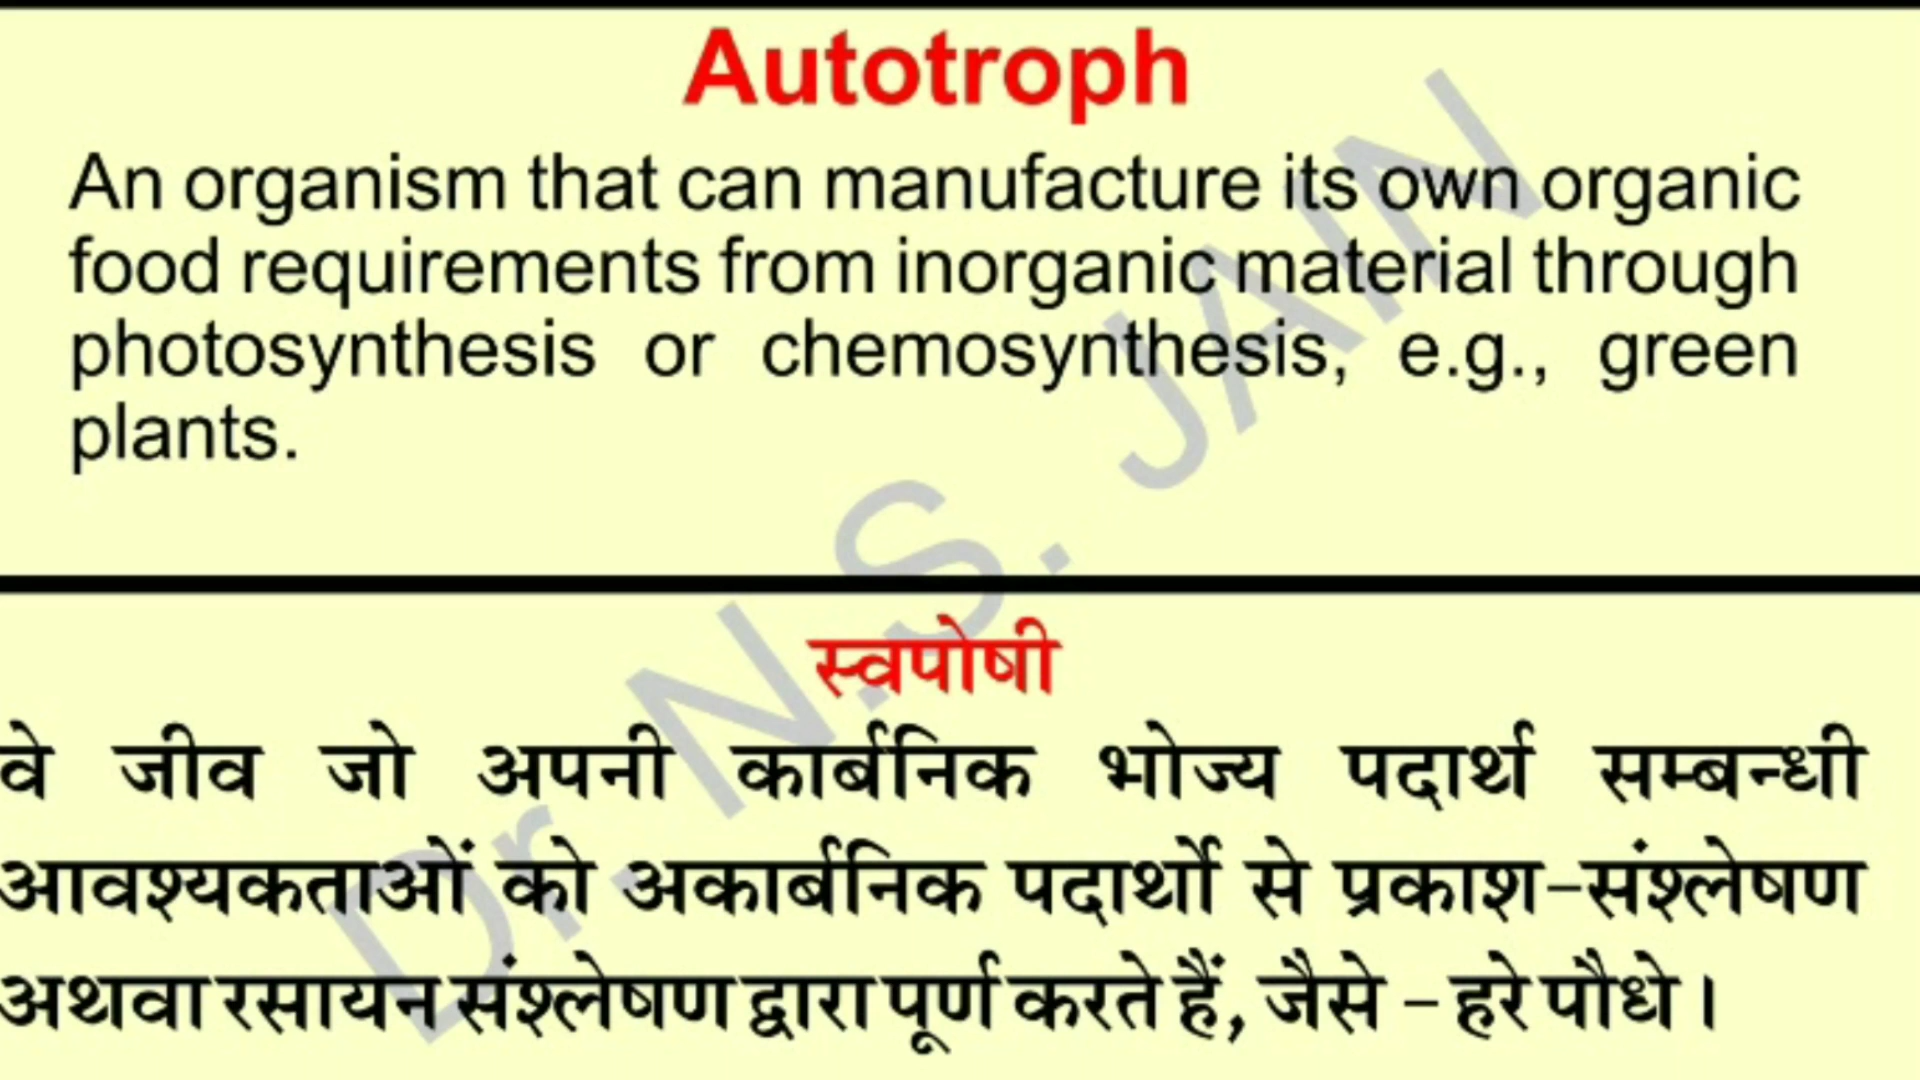 Autotroph
An organism that can manufacture its own organic
food requirements from inorganic material through
photosynthesis or chemosynthesis, e.g., green
plants.
Dr. N.S. JAIN
स्वपोषी
वे जीव जो अपनी कार्बनिक भोज्य पदार्थ सम्बन्धी
आवश्यकताओं को अकार्बनिक पदार्थो से प्रकाश-संश्लेषण
अथवा रसायन संश्लेषण द्वारा पूर्ण करते हैं, जैसे - हरे पौधे।